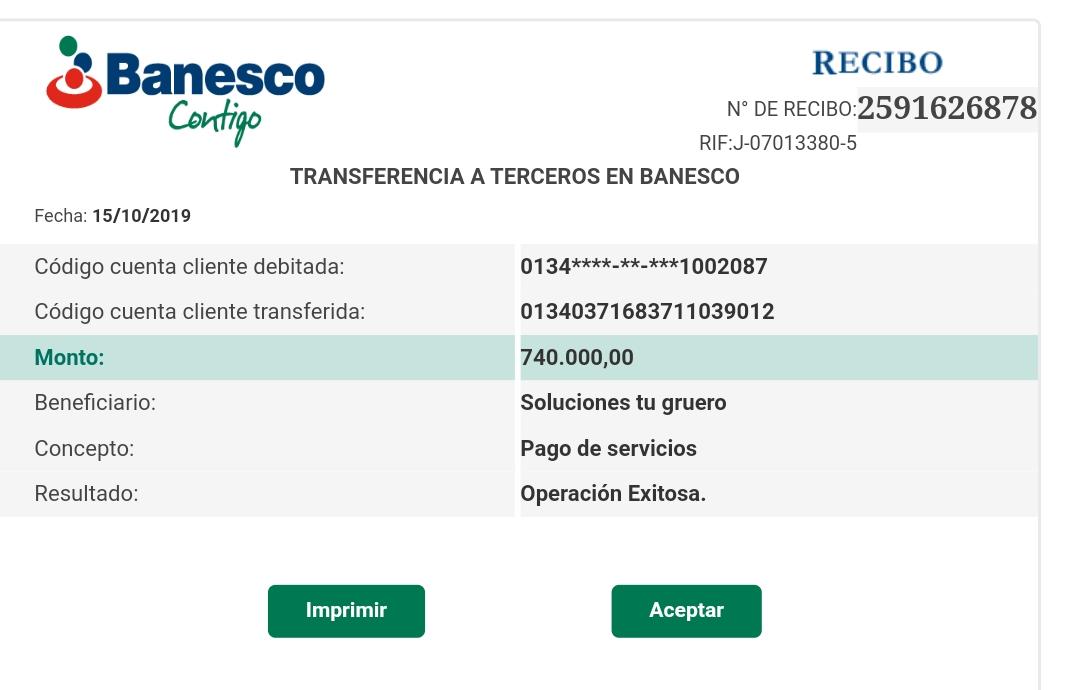 Banesco
Contigo
RECIBO
N° DE RECIBO:2591626878
RIF:J-07013380-5
TRANSFERENCIA A TERCEROS EN BANESCO
Fecha: 15/10/2019
Código cuenta cliente debitada: 0134****-**-***1002087
Código cuenta cliente transferida: 01340371683711039012
Monto: 740.000,00
Beneficiario: Soluciones tu gruero
Concepto: Pago de servicios
Resultado: Operación Exitosa.
Imprimir Aceptar